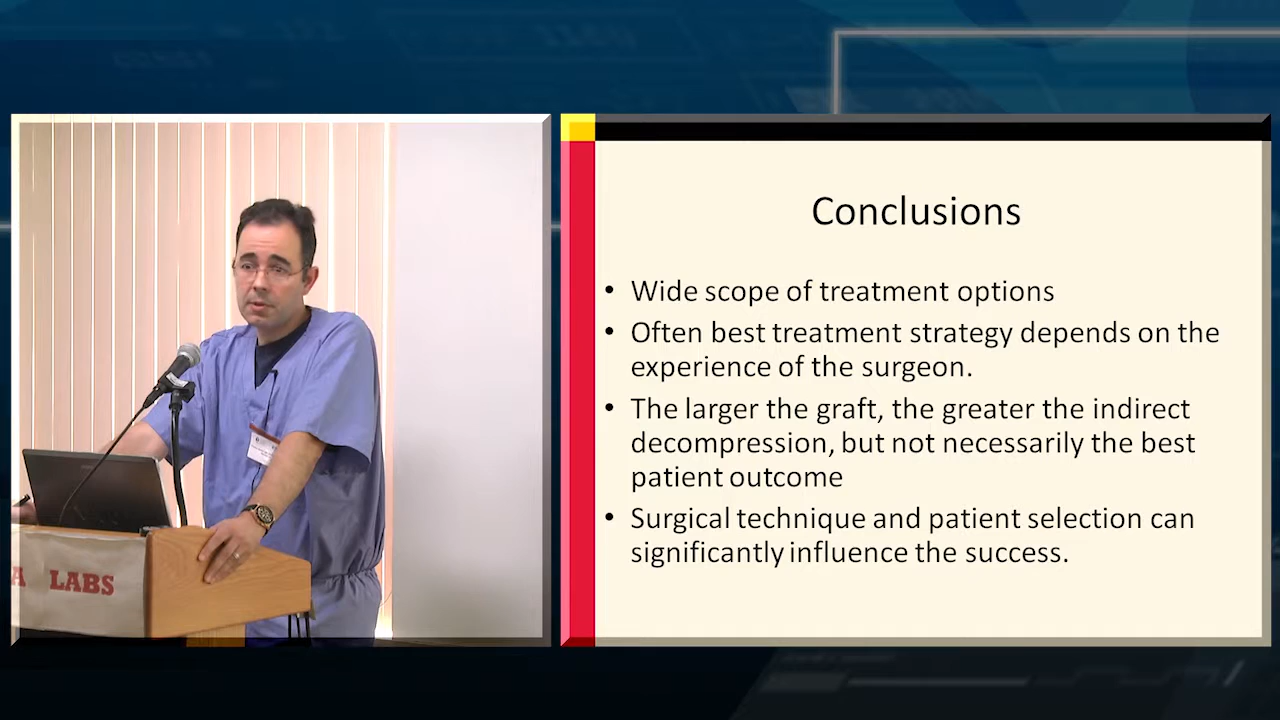 Conclusions
• Wide scope of treatment options
• Often best treatment strategy depends on the
experience of the surgeon.
• The larger the graft, the greater the indirect
decompression, but not necessarily the best
patient outcome
• Surgical technique and patient selection can
significantly influence the success.
A LABS